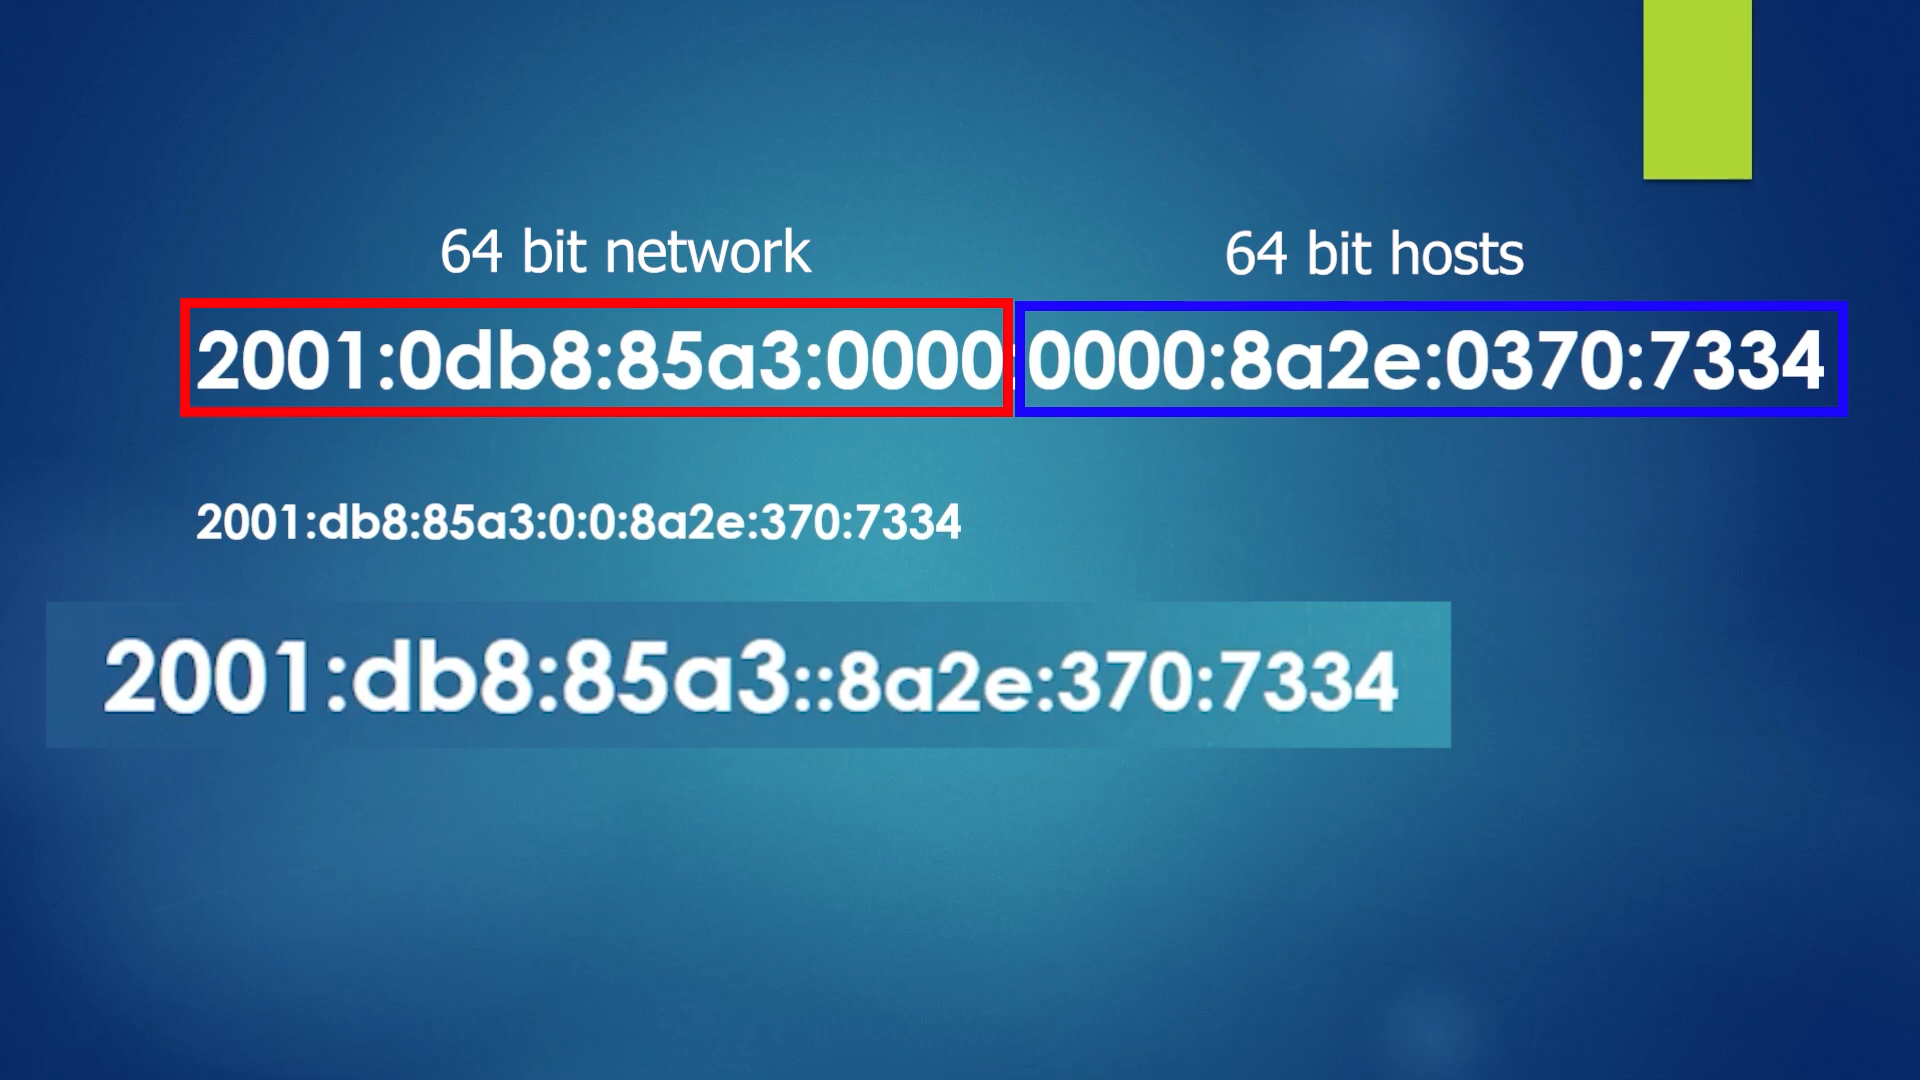 64 bit network 64 bit hosts
2001:0db8:85a3:0000:0000:8a2e:0370:7334
2001:db8:85a3:0:0:8a2e:370:7334
2001:db8:85a3::8a2e:370:7334